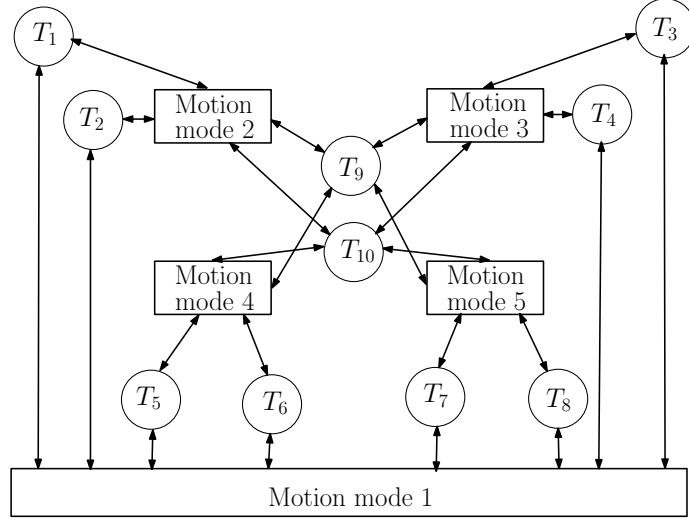 T₁
T₃
Motion
mode 2
Motion
mode 3
T₂
T₄
T₉
T₁₀
Motion
mode 4
Motion
mode 5
T₅
T₆
T₇
T₈
Motion mode 1